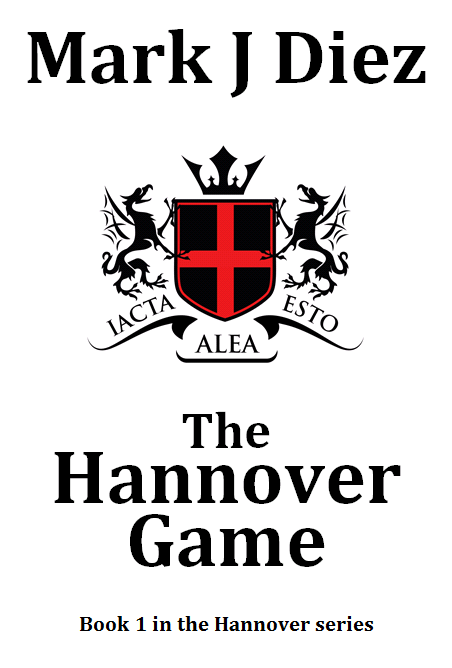 Mark J Diez
IACTA ALEA ESTO
The
Hannover
Game
Book 1 in the Hannover series